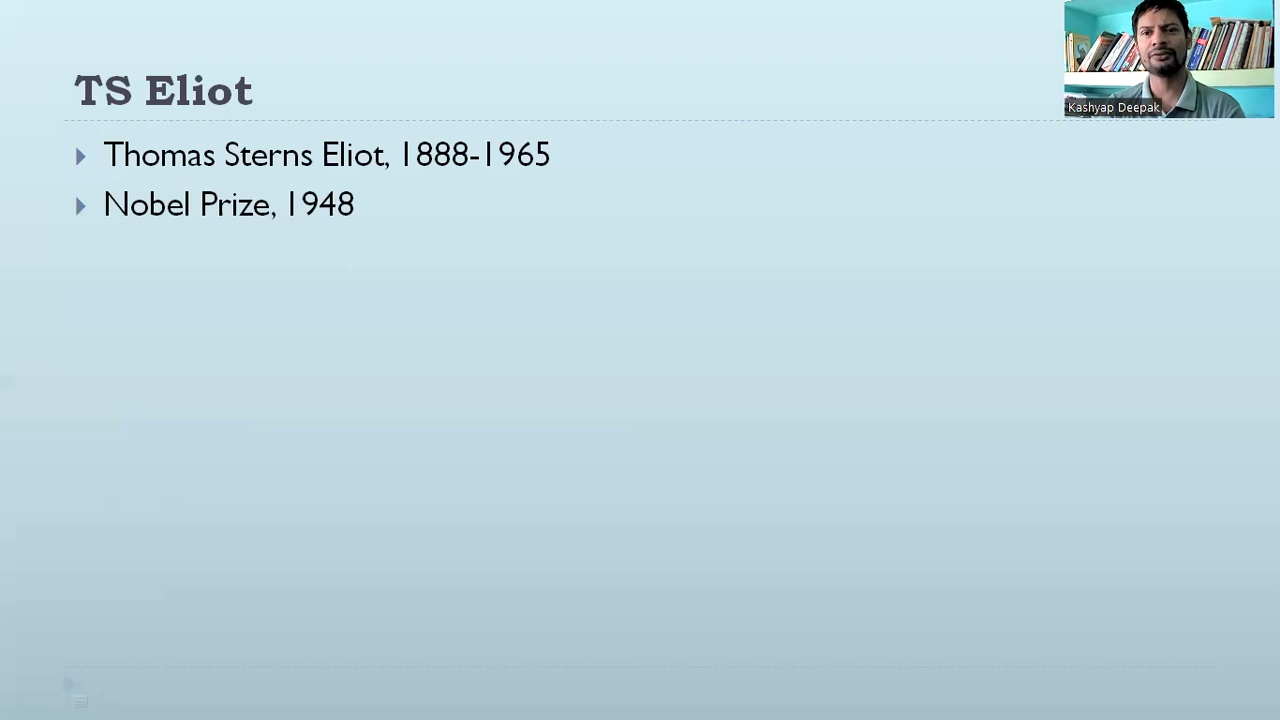 TS Eliot
Kashyap Deepak
Thomas Sterns Eliot, 1888-1965
Nobel Prize, 1948